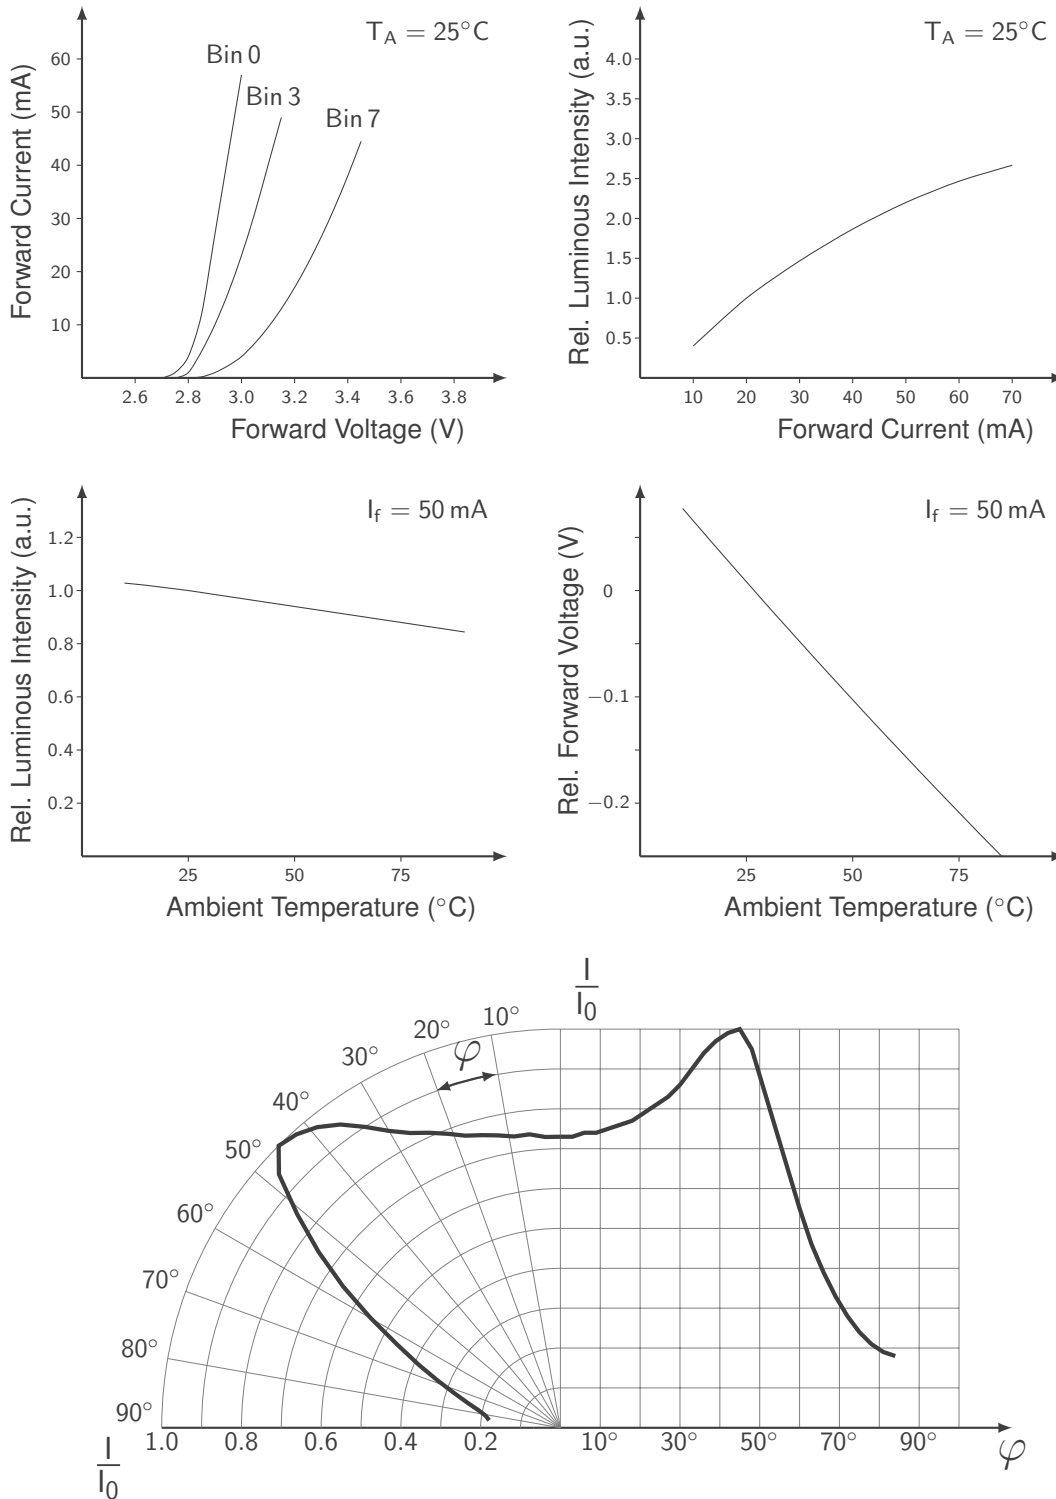 T_A = 25°C
Forward Current (mA)
60
50
40
30
20
10
Bin 0
Bin 3
Bin 7
2.6 2.8 3.0 3.2 3.4 3.6 3.8
Forward Voltage (V)
T_A = 25°C
Rel. Luminous Intensity (a.u.)
4.0
3.5
3.0
2.5
2.0
1.5
1.0
0.5
10 20 30 40 50 60 70
Forward Current (mA)
I_f = 50 mA
Rel. Luminous Intensity (a.u.)
1.2
1.0
0.8
0.6
0.4
0.2
25 50 75
Ambient Temperature (°C)
I_f = 50 mA
Rel. Forward Voltage (V)
0
−0.1
−0.2
25 50 75
Ambient Temperature (°C)
I
I_0
10°
20°
30°
40°
50°
60°
70°
80°
90°
φ
1.0 0.8 0.6 0.4 0.2
10° 30° 50° 70° 90°
I
I_0
φ